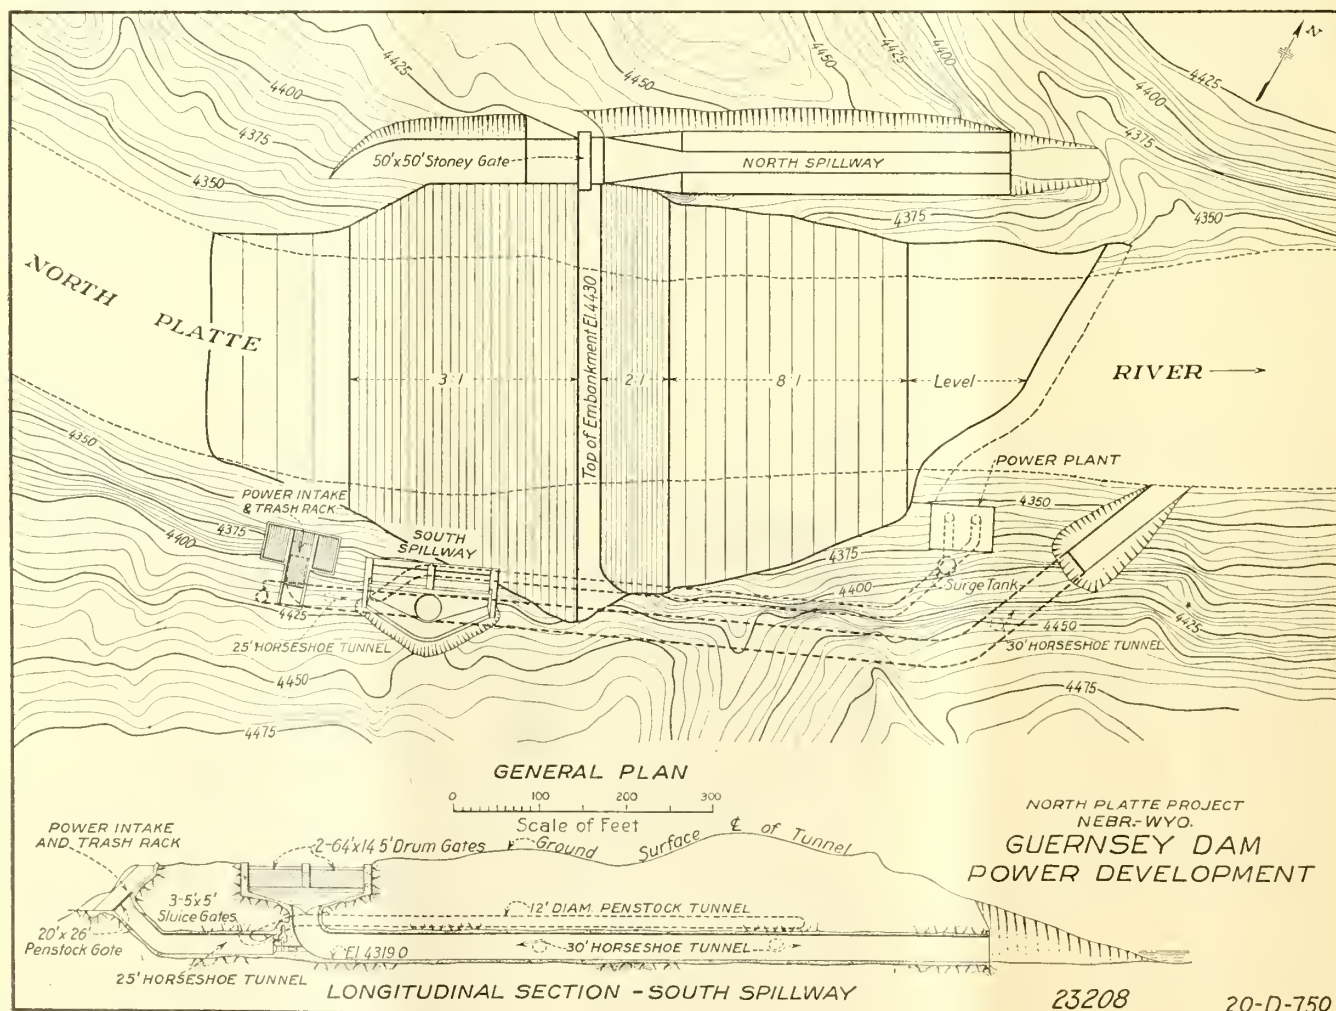 N
4425
4400
4375
4350
4450
4425
4400
4450
4425
4400
4375
4350
50'x50' Stoney Gate
NORTH SPILLWAY
4375
NORTH PLATTE
RIVER
3:1
Top of Embankment El. 4430
2:1
8:1
Level
POWER PLANT
4350
4350
POWER INTAKE
& TRASH RACK
4375
4400
SOUTH
SPILLWAY
4375
4400
Surge Tank
4425
4450
4425
25' HORSESHOE TUNNEL
30' HORSESHOE TUNNEL
4450
4475
4475
GENERAL PLAN
0 100 200 300
Scale of Feet
NORTH PLATTE PROJECT
NEBR.-WYO.
GUERNSEY DAM
POWER DEVELOPMENT
POWER INTAKE
AND TRASH RACK
2-64'x14.5' Drum Gates
Ground Surface ℄ of Tunnel
3-5'x5'
Sluice Gates
12' DIAM. PENSTOCK TUNNEL
20' x 26'
Penstock Gate
El. 4319.0
30' HORSESHOE TUNNEL
25' HORSESHOE TUNNEL
LONGITUDINAL SECTION - SOUTH SPILLWAY
23208
20-D-750